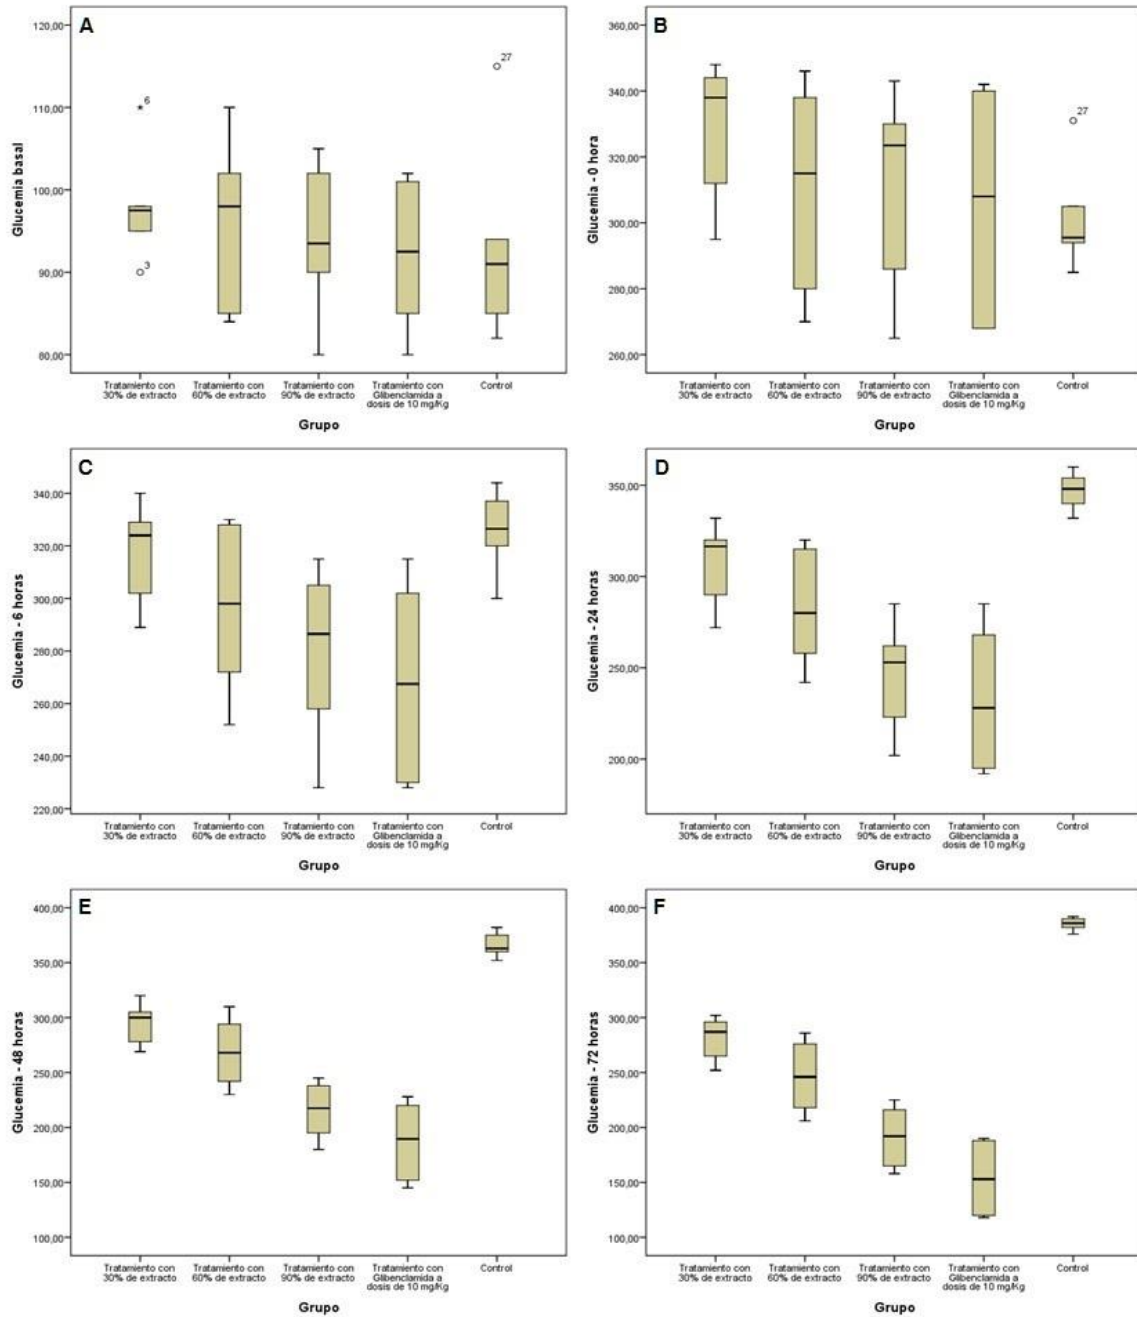 A
Glucemia basal
120,00
110,00
100,00
90,00
80,00
6
3
27
Tratamiento con
30% de extracto
Tratamiento con
60% de extracto
Tratamiento con
90% de extracto
Tratamiento con
Glibenclamida a
dosis de 10 mg/Kg
Control
Grupo
B
Glucemia - 0 hora
360,00
340,00
320,00
300,00
280,00
260,00
27
Tratamiento con
30% de extracto
Tratamiento con
60% de extracto
Tratamiento con
90% de extracto
Tratamiento con
Glibenclamida a
dosis de 10 mg/Kg
Control
Grupo
C
Glucemia - 6 horas
340,00
320,00
300,00
280,00
260,00
240,00
220,00
Tratamiento con
30% de extracto
Tratamiento con
60% de extracto
Tratamiento con
90% de extracto
Tratamiento con
Glibenclamida a
dosis de 10 mg/Kg
Control
Grupo
D
Glucemia - 24 horas
350,00
300,00
250,00
200,00
Tratamiento con
30% de extracto
Tratamiento con
60% de extracto
Tratamiento con
90% de extracto
Tratamiento con
Glibenclamida a
dosis de 10 mg/Kg
Control
Grupo
E
Glucemia - 48 horas
400,00
350,00
300,00
250,00
200,00
150,00
100,00
Tratamiento con
30% de extracto
Tratamiento con
60% de extracto
Tratamiento con
90% de extracto
Tratamiento con
Glibenclamida a
dosis de 10 mg/Kg
Control
Grupo
F
Glucemia - 72 horas
400,00
350,00
300,00
250,00
200,00
150,00
100,00
Tratamiento con
30% de extracto
Tratamiento con
60% de extracto
Tratamiento con
90% de extracto
Tratamiento con
Glibenclamida a
dosis de 10 mg/Kg
Control
Grupo